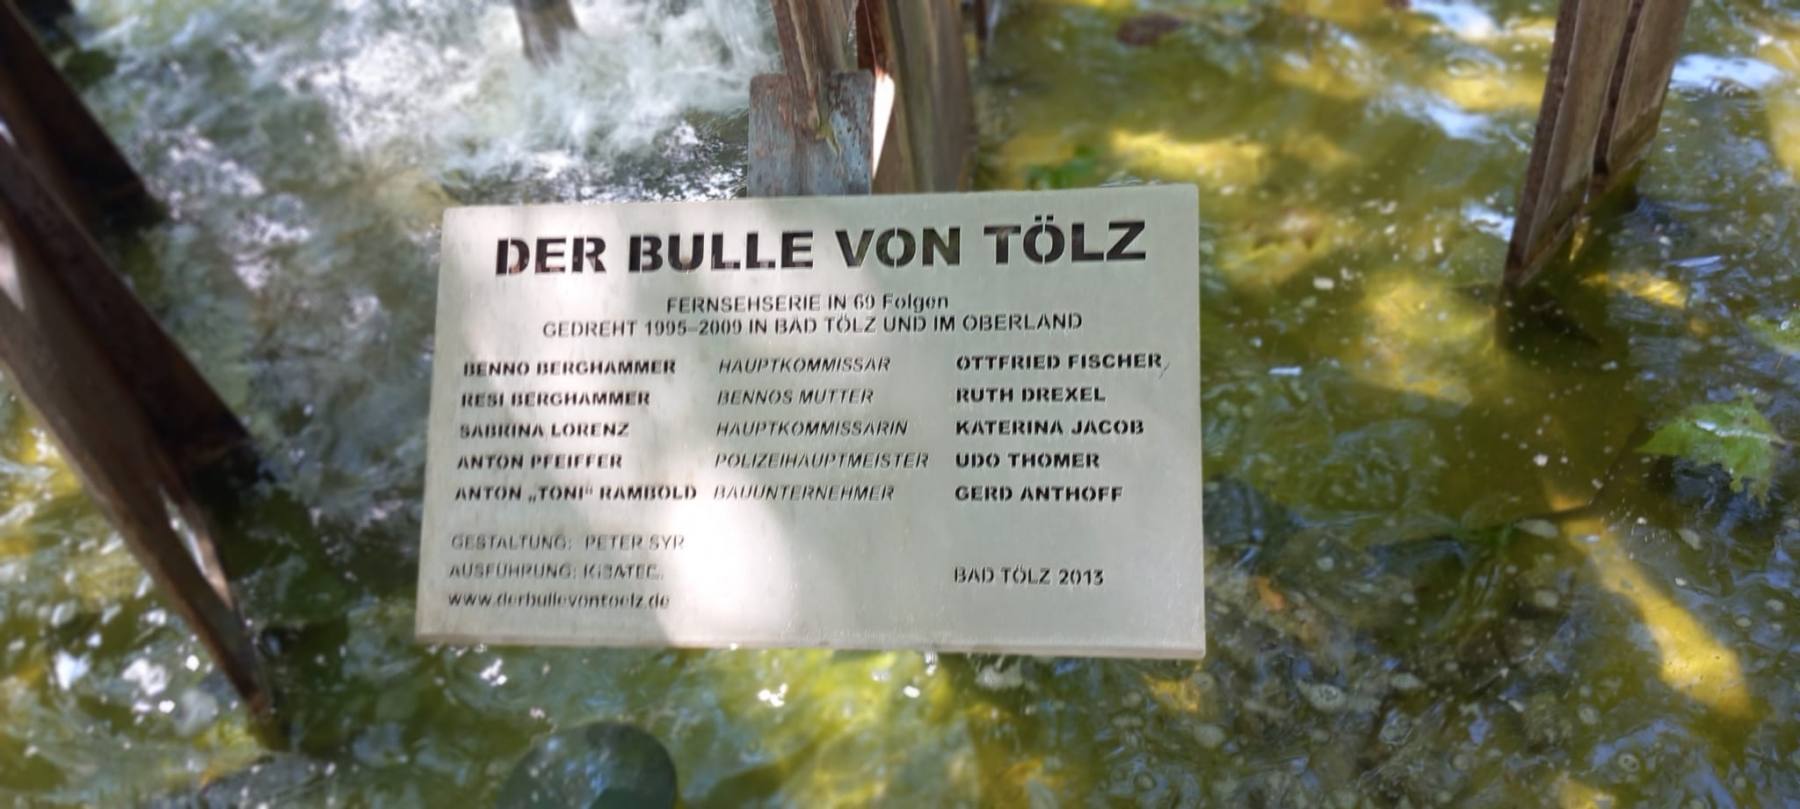 DER BULLE VON TÖLZ
FERNSEHSERIE IN 69 Folgen
GEDREHT 1995–2009 IN BAD TÖLZ UND IM OBERLAND
BENNO BERGHAMMER HAUPTKOMMISSAR OTTFRIED FISCHER
RESI BERGHAMMER BENNOS MUTTER RUTH DREXEL
SABRINA LORENZ HAUPTKOMMISSARIN KATERINA JACOB
ANTON PFEIFFER POLIZEIHAUPTMEISTER UDO THOMER
ANTON „TONI“ RAMBOLD BAUUNTERNEHMER GERD ANTHOFF
GESTALTUNG: PETER SYR
AUSFÜHRUNG: BAD TÖLZ 2013
www.derbullevontoelz.de